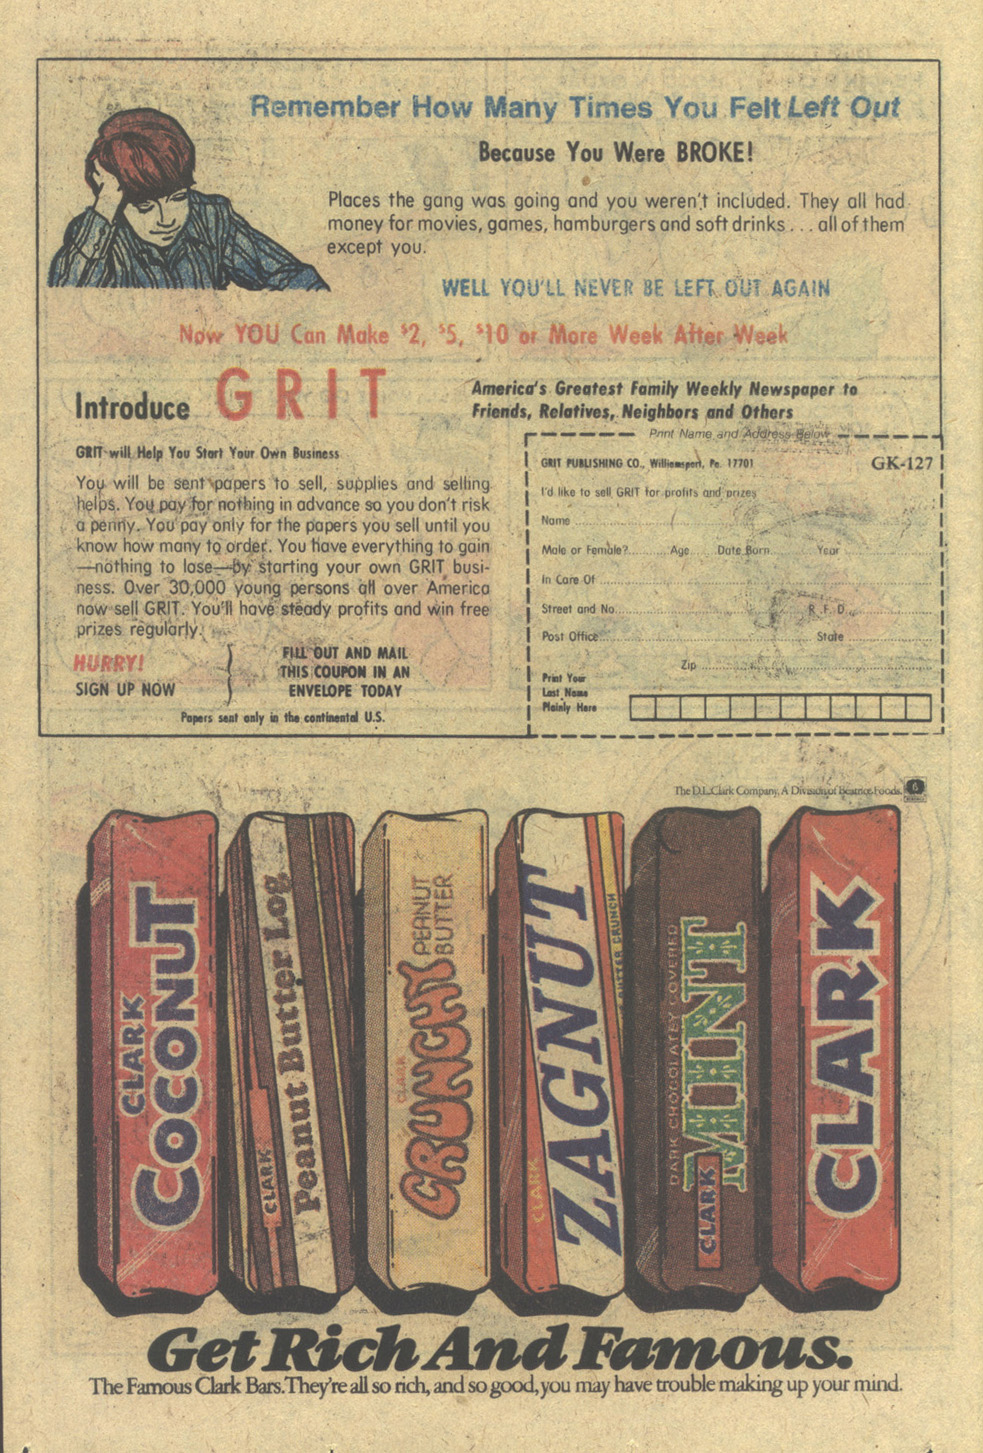 Remember How Many Times You Felt Left Out
Because You Were BROKE!
Places the gang was going and you weren't included. They all had
money for movies, games, hamburgers and soft drinks . . . all of them
except you.
WELL YOU'LL NEVER BE LEFT OUT AGAIN
Now YOU Can Make $2, $5, $10 or More Week After Week
Introduce GRIT
America's Greatest Family Weekly Newspaper to
Friends, Relatives, Neighbors and Others
GRIT will Help You Start Your Own Business
You will be sent papers to sell, supplies and selling
helps. You pay for nothing in advance so you don't risk
a penny. You pay only for the papers you sell until you
know how many to order. You have everything to gain
—nothing to lose—by starting your own GRIT busi-
ness. Over 30,000 young persons all over America
now sell GRIT. You'll have steady profits and win free
prizes regularly.
HURRY!
SIGN UP NOW
FILL OUT AND MAIL
THIS COUPON IN AN
ENVELOPE TODAY
Papers sent only in the continental U.S.
Print Name and Address Below
GRIT PUBLISHING CO., Williamsport, Pa. 17701 GK-127
I'd like to sell GRIT for profits and prizes
Name
Male or Female? Age Date Born Year
In Care Of
Street and No. R.F.D.
Post Office State
Zip
Print Your
Last Name
Plainly Here
The D.L. Clark Company, A Division of Beatrice Foods.
CLARK
COCONUT
CLARK
Peanut Butter Log
CLARK
CRUNCHY
PEANUT
BUTTER
CLARK
ZAGNUT
DARK CHOCOLATEY COVERED
MINT
CLARK
CLARK
Get Rich And Famous.
The Famous Clark Bars. They're all so rich, and so good, you may have trouble making up your mind.